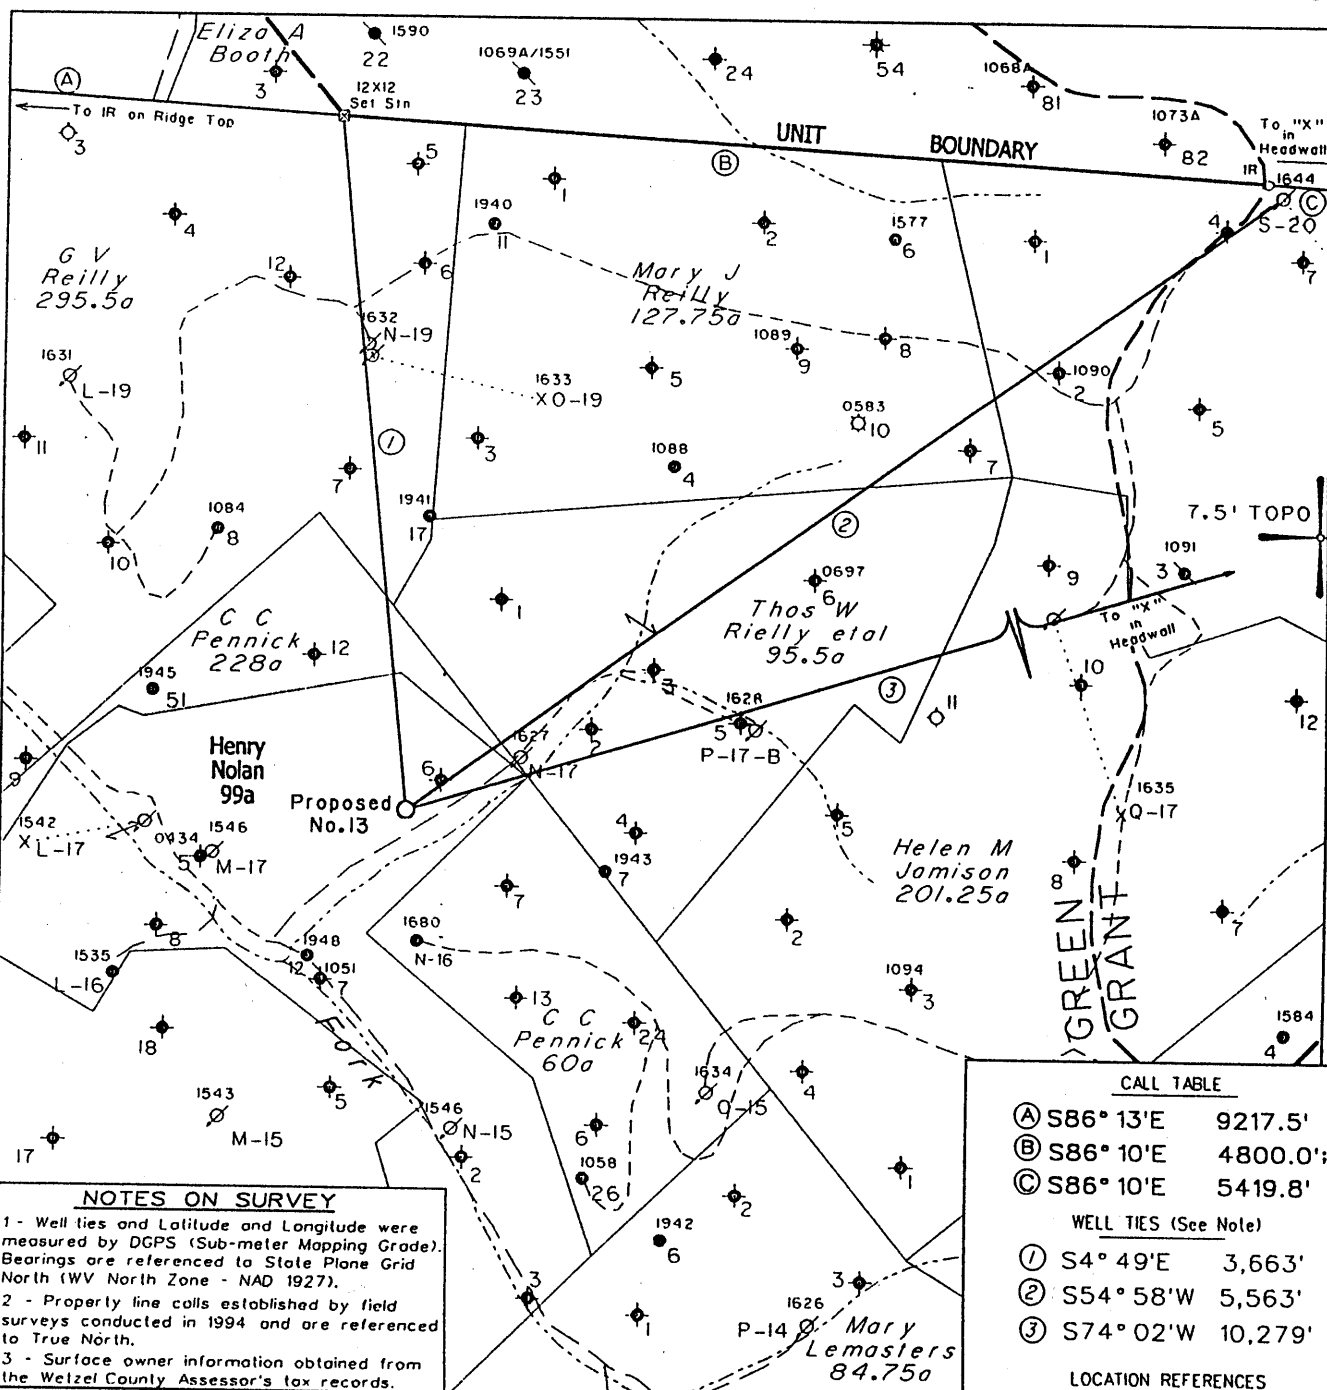 Eliza A
Booth
3
22
1590
1069A/1551
23
24
54
1068A
81
1073A
82
To "X"
in
Headwall
A
12X12
Set Stn
To IR on Ridge Top
3
UNIT BOUNDARY
B
IR
1644
C
S-20
4
7
5
1
1940
11
4
2
1577
6
1
G V
Reilly
295.5a
12
6
Mary J
Reilly
127.75a
1632
N-19
1631
L-19
1633
XO-19
1089
9
8
5
1090
2
0583
10
5
11
1
3
7
1088
4
7
1941
17
1084
8
10
2
7.5' TOPO
1091
3
9
1
0697
6
C C
Pennick
228a
12
Thos W
Rielly etal
95.5a
To "X"
in
Headwall
1945
51
3
3
10
1628
5
P-17-B
11
12
Henry
Nolan
99a
9
1627
N-17
2
6
Proposed
No.13
1542
XL-17
0434
5
1546
M-17
1635
XQ-17
4
5
1943
7
Helen M
Jamison
201.25a
8
7
7
8
1680
N-16
2
GREEN
GRANT
1948
12
1051
7
1535
L-16
1094
3
13
C C
Pennick
60a
24
18
Fork
1584
4
1634
O-15
4
5
1543
M-15
1546
N-15
17
2
6
1058
26
1
2
1942
6
3
3
1
1626
P-14
Mary
Lemasters
84.75a
CALL TABLE
A S86°13'E 9217.5'
B S86°10'E 4800.0';
C S86°10'E 5419.8'
WELL TIES (See Note)
1 S4°49'E 3,663'
2 S54°58'W 5,563'
3 S74°02'W 10,279'
LOCATION REFERENCES
NOTES ON SURVEY
1 - Well ties and Latitude and Longitude were
measured by DGPS (Sub-meter Mapping Grade).
Bearings are referenced to State Plane Grid
North (WV North Zone - NAD 1927).
2 - Property line calls established by field
surveys conducted in 1994 and are referenced
to True North.
3 - Surface owner information obtained from
the Wetzel County Assessor's tax records.